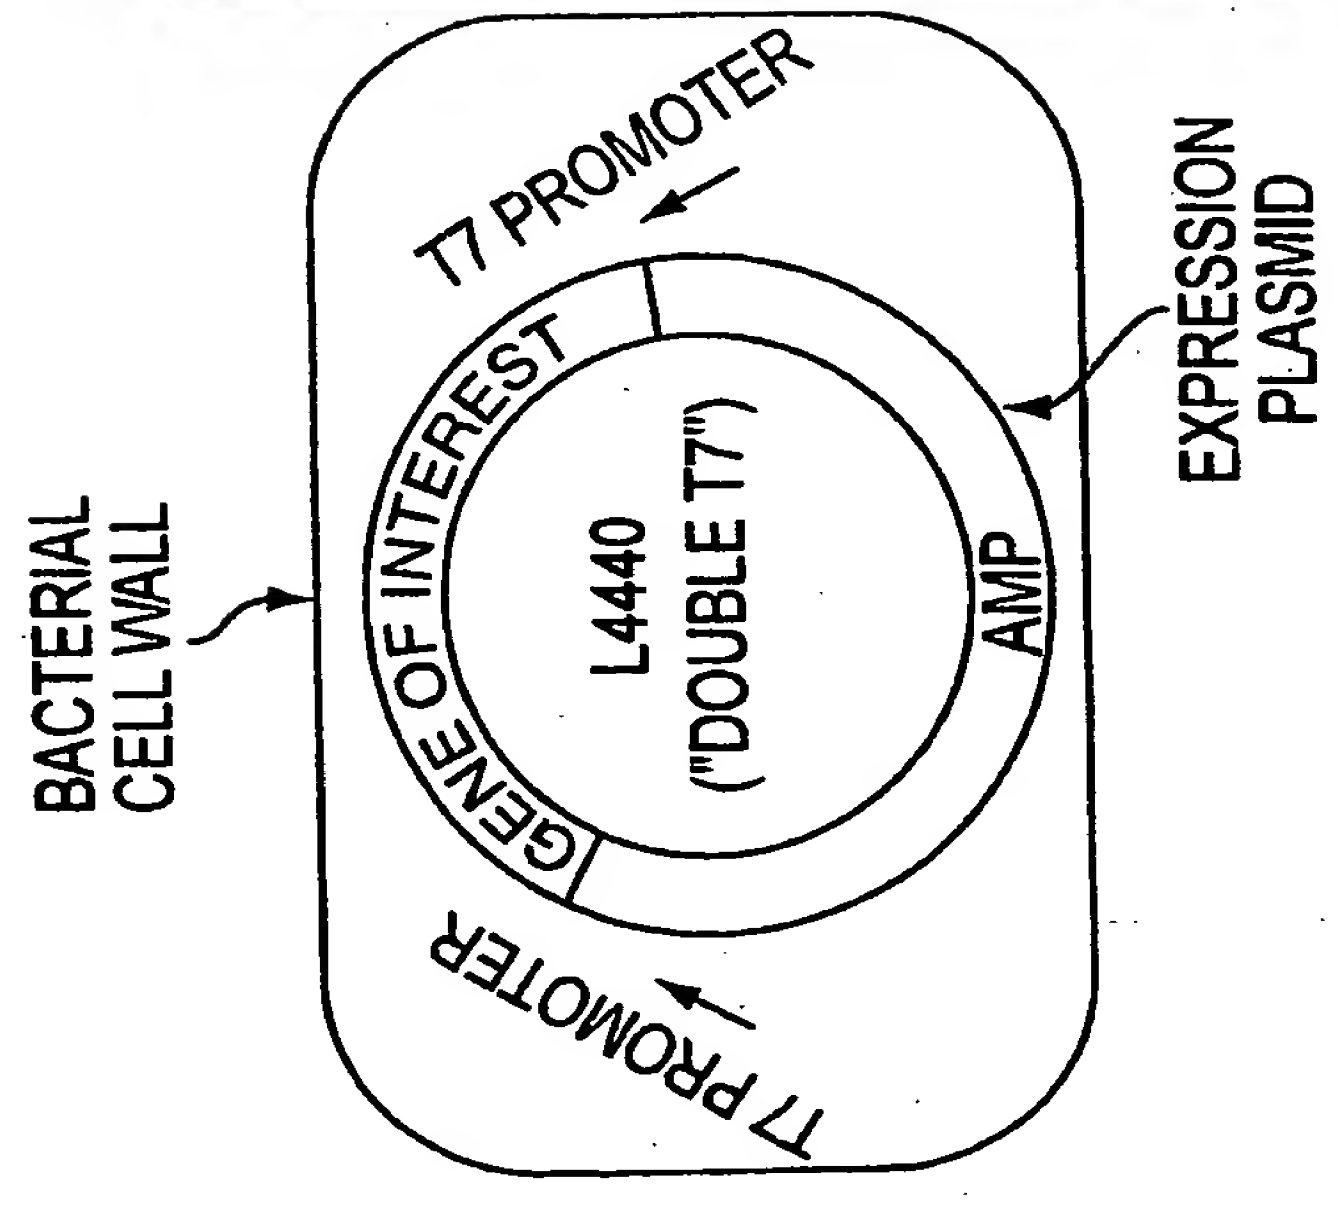 BACTERIAL
CELL WALL
T7 PROMOTER
GENE OF INTEREST
T7 PROMOTER
L4440
("DOUBLE T7")
AMP
EXPRESSION
PLASMID